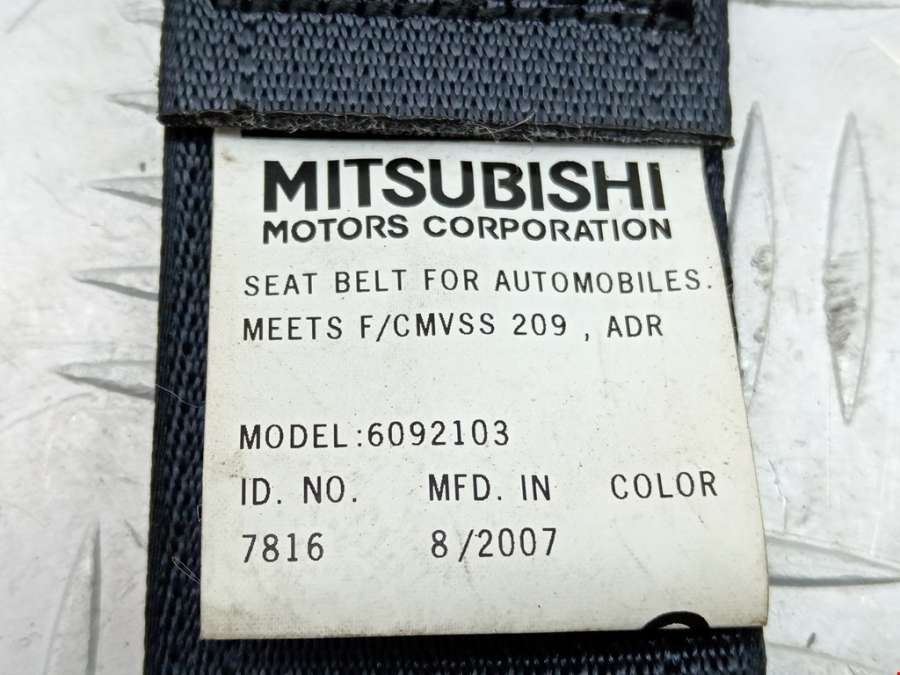 MITSUBISHI
MOTORS CORPORATION
SEAT BELT FOR AUTOMOBILES.
MEETS F/CMVSS 209 , ADR
MODEL:6092103
ID. NO. MFD. IN COLOR
7816 8/2007